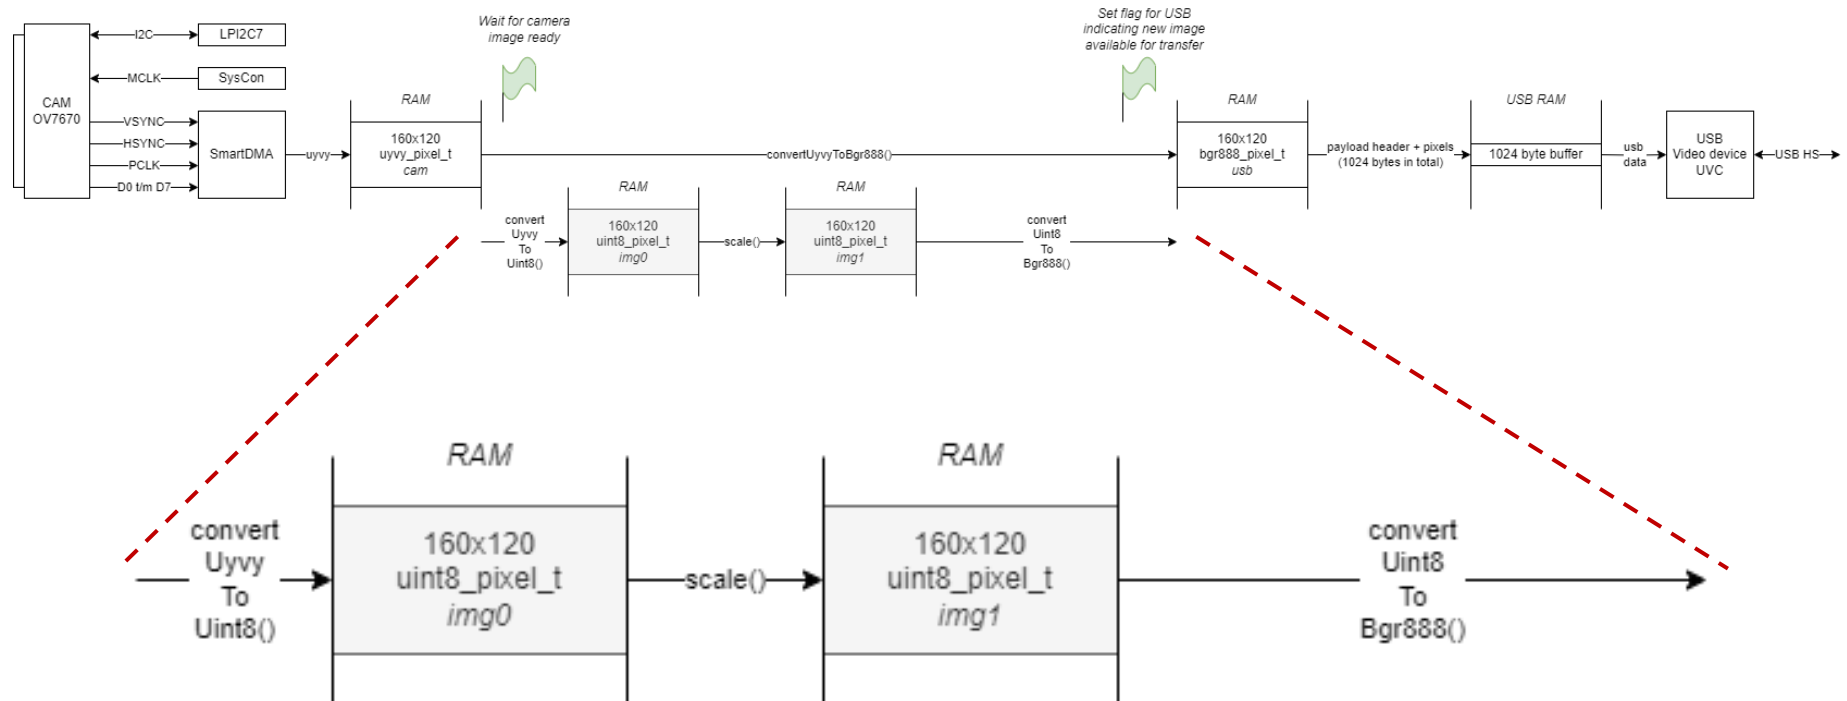 Wait for camera
image ready
Set flag for USB
indicating new image
available for transfer
CAM
OV7670
I2C
LPI2C7
MCLK
SysCon
VSYNC
HSYNC
PCLK
D0 t/m D7
SmartDMA
uyvy
RAM
160x120
uyvy_pixel_t
cam
convertUyvyToBgr888()
RAM
160x120
bgr888_pixel_t
usb
payload header + pixels
(1024 bytes in total)
USB RAM
1024 byte buffer
usb
data
USB
Video device
UVC
USB HS
convert
Uyvy
To
Uint8()
RAM
160x120
uint8_pixel_t
img0
scale()
RAM
160x120
uint8_pixel_t
img1
convert
Uint8
To
Bgr888()
convert
Uyvy
To
Uint8()
RAM
160x120
uint8_pixel_t
img0
scale()
RAM
160x120
uint8_pixel_t
img1
convert
Uint8
To
Bgr888()